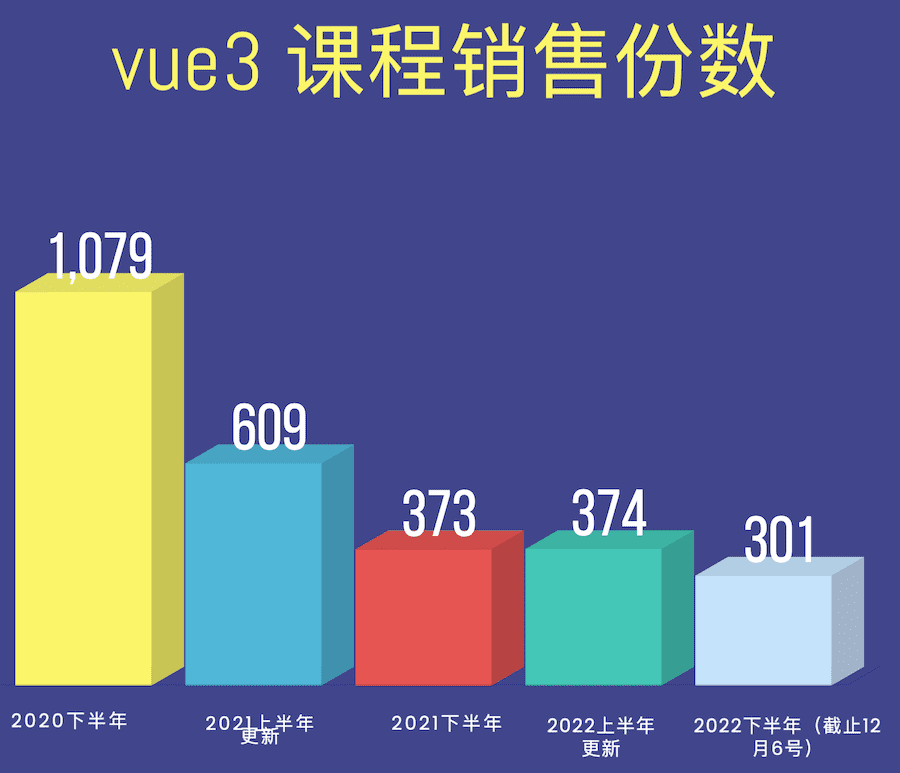 vue3 课程销售份数
1,079
609
373
374
301
2020下半年
2021上半年
更新
2021下半年
2022上半年
更新
2022下半年（截止12
月6号）